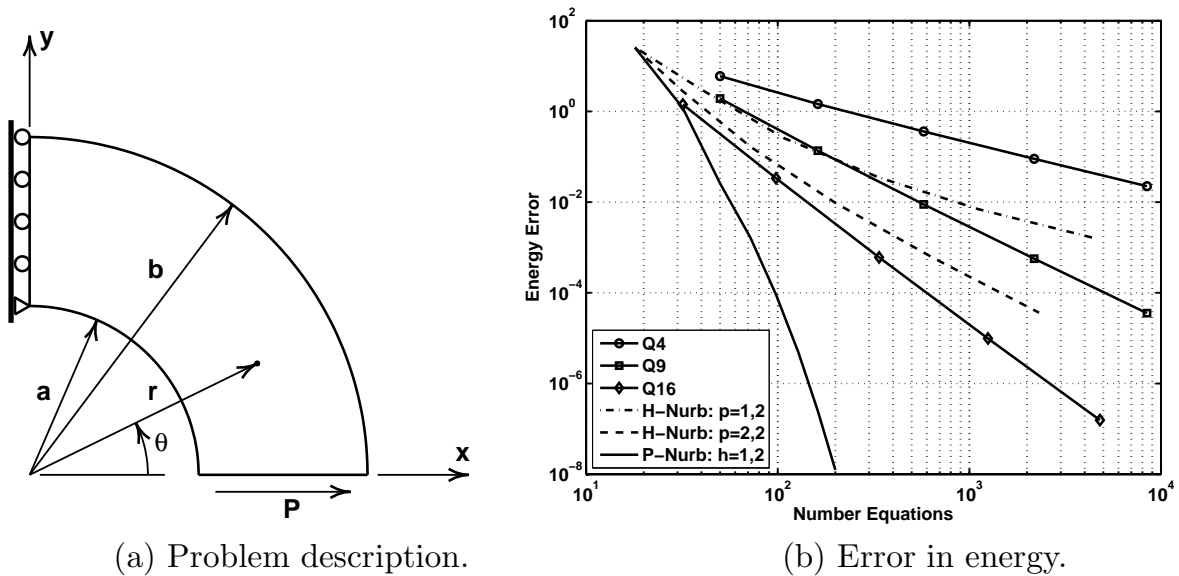 y
b
a
r
θ
x
P
(a) Problem description.
10^2
10^0
10^-2
10^-4
10^-6
10^-8
Energy Error
Q4
Q9
Q16
H-Nurb: p=1,2
H-Nurb: p=2,2
P-Nurb: h=1,2
10^1
10^2
10^3
10^4
Number Equations
(b) Error in energy.